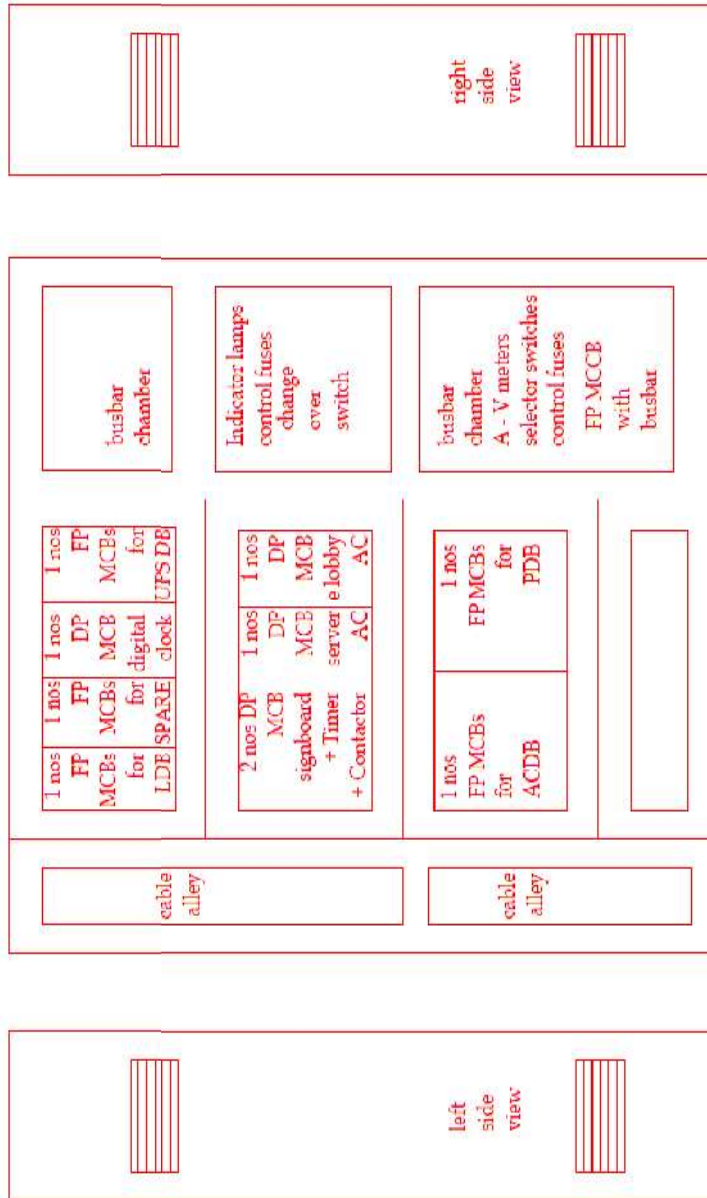 left
side
view
cable
alley
cable
alley
1 nos
FP
MCBs
for
LDB
1 nos
FP
MCBs
for
SPARE
1 nos
DP
MCB
digital
clock
1 nos
FP
MCBs
for
UPS DB
2 nos DP
MCB
signboard
+ Timer
+ Contactor
1 nos
DP
MCB
server
AC
1 nos
DP
MCB
e.lobby
AC
1 nos
FP MCBs
for
ACDB
1 nos
FP MCBs
for
PDB
busbar
chamber
Indicator lamps
control fuses
change
over
switch
busbar
chamber
A - V meters
selector switches
control fuses
FP MCCB
with
busbar
right
side
view